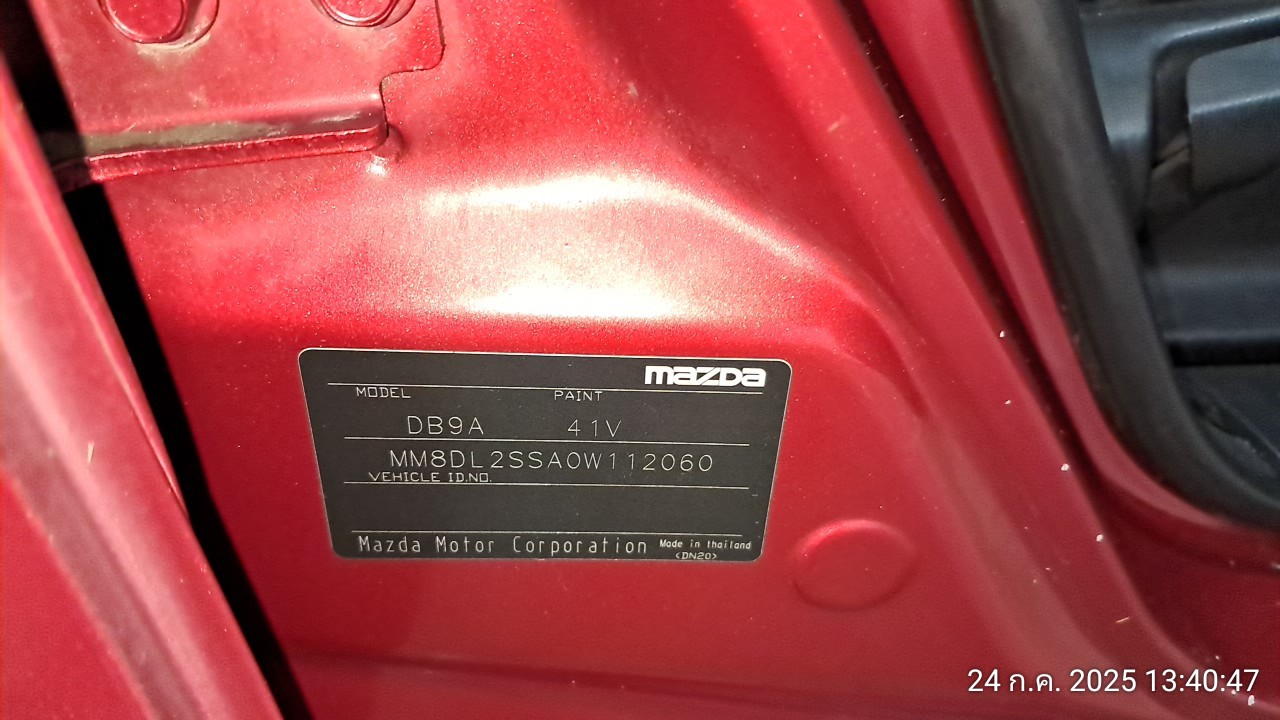 mazda
MODEL PAINT
DB9A 41V
MM8DL2SSA0W112060
VEHICLE ID.NO.
Mazda Motor Corporation Made in thailand
<DN20>
24 ก.ค. 2025 13:40:47